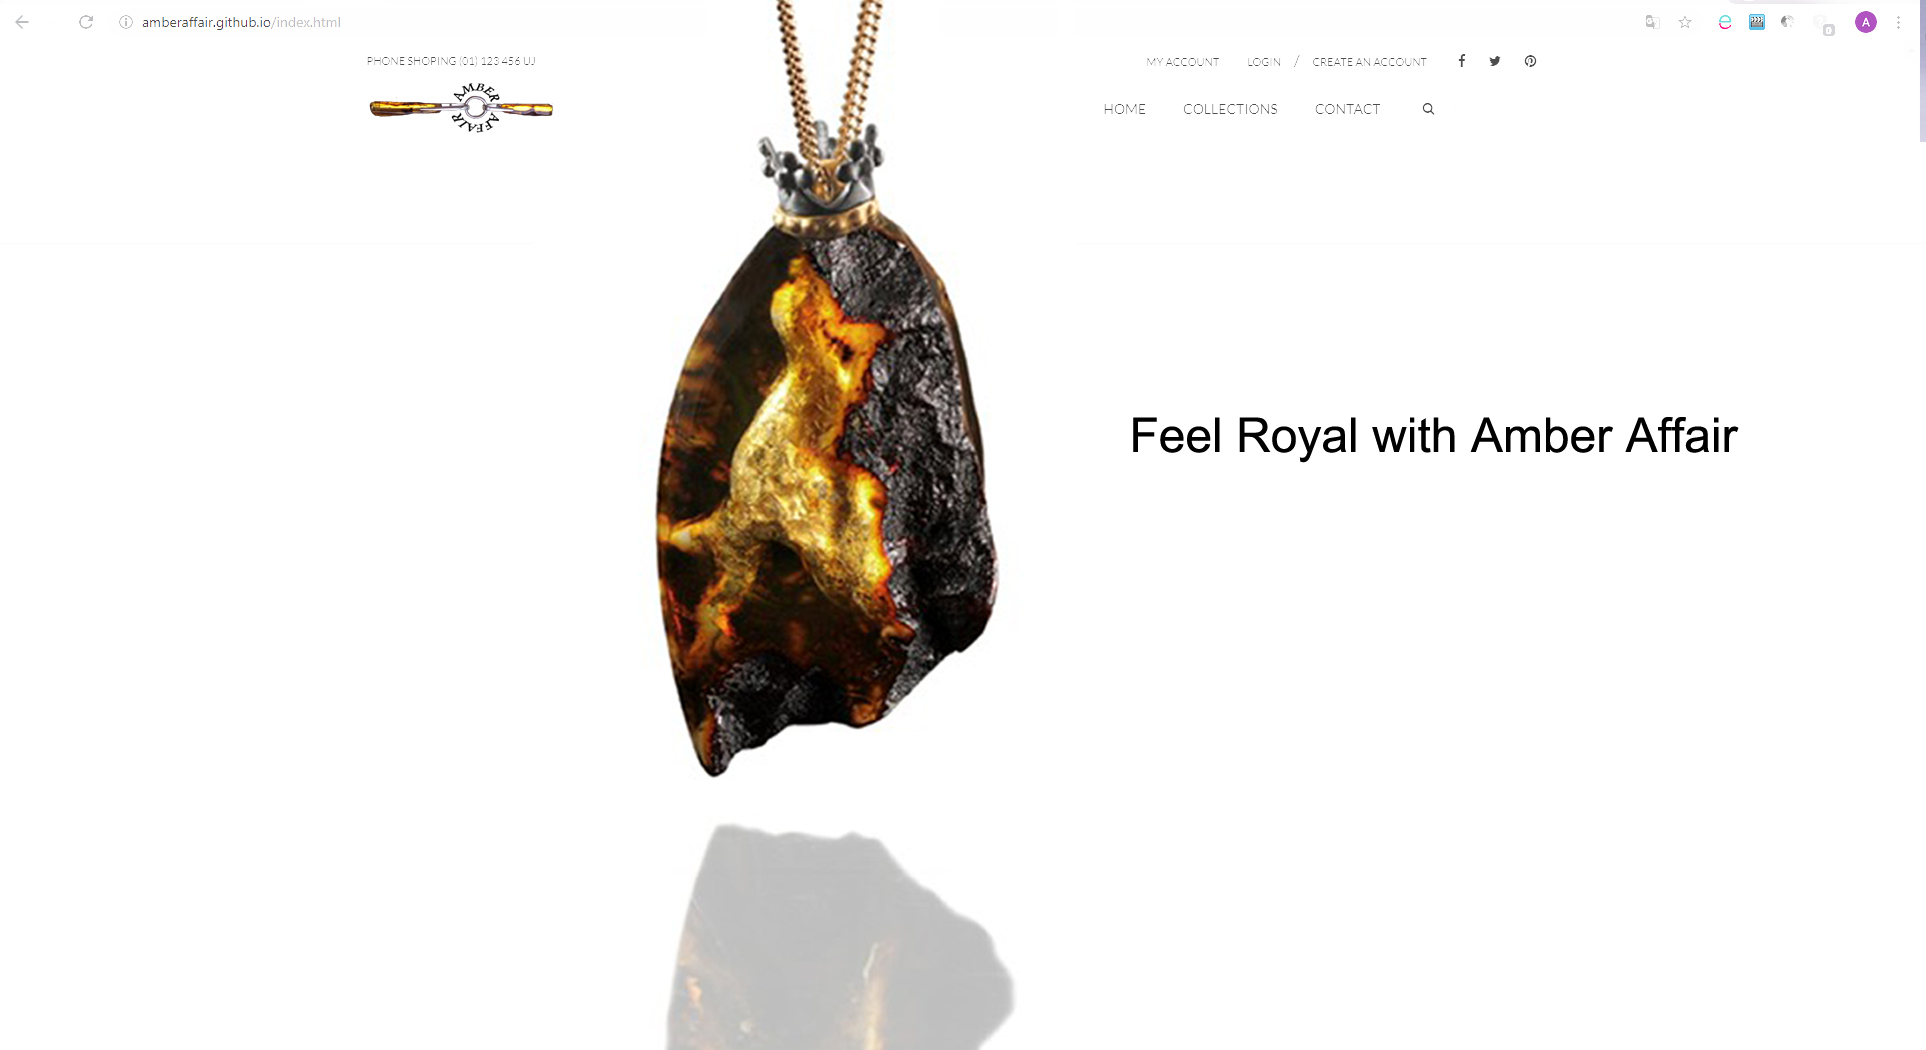 amberaffair.github.io/index.html
A
PHONE SHOPING (01) 123 456 UJ
MY ACCOUNT LOGIN / CREATE AN ACCOUNT
AMBER AFFAIR
HOME COLLECTIONS CONTACT
Feel Royal with Amber Affair